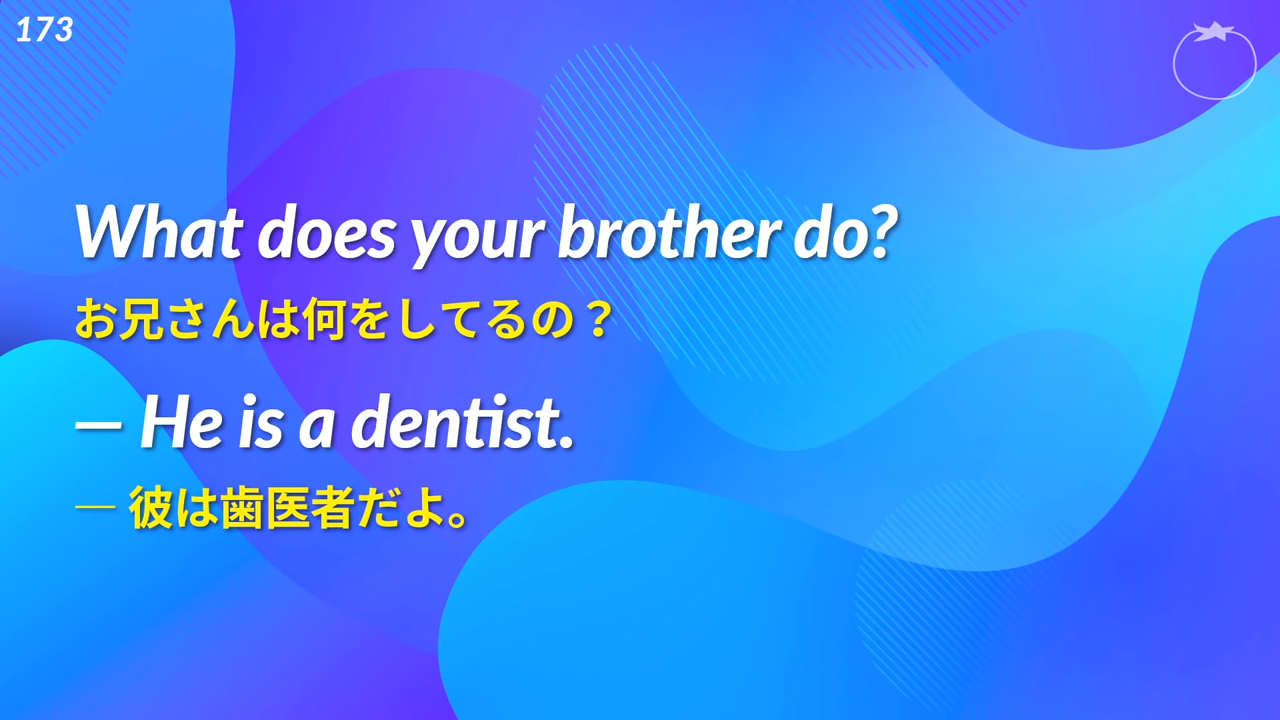 173
What does your brother do?
お兄さんは何をしてるの？
– He is a dentist.
― 彼は歯医者だよ。